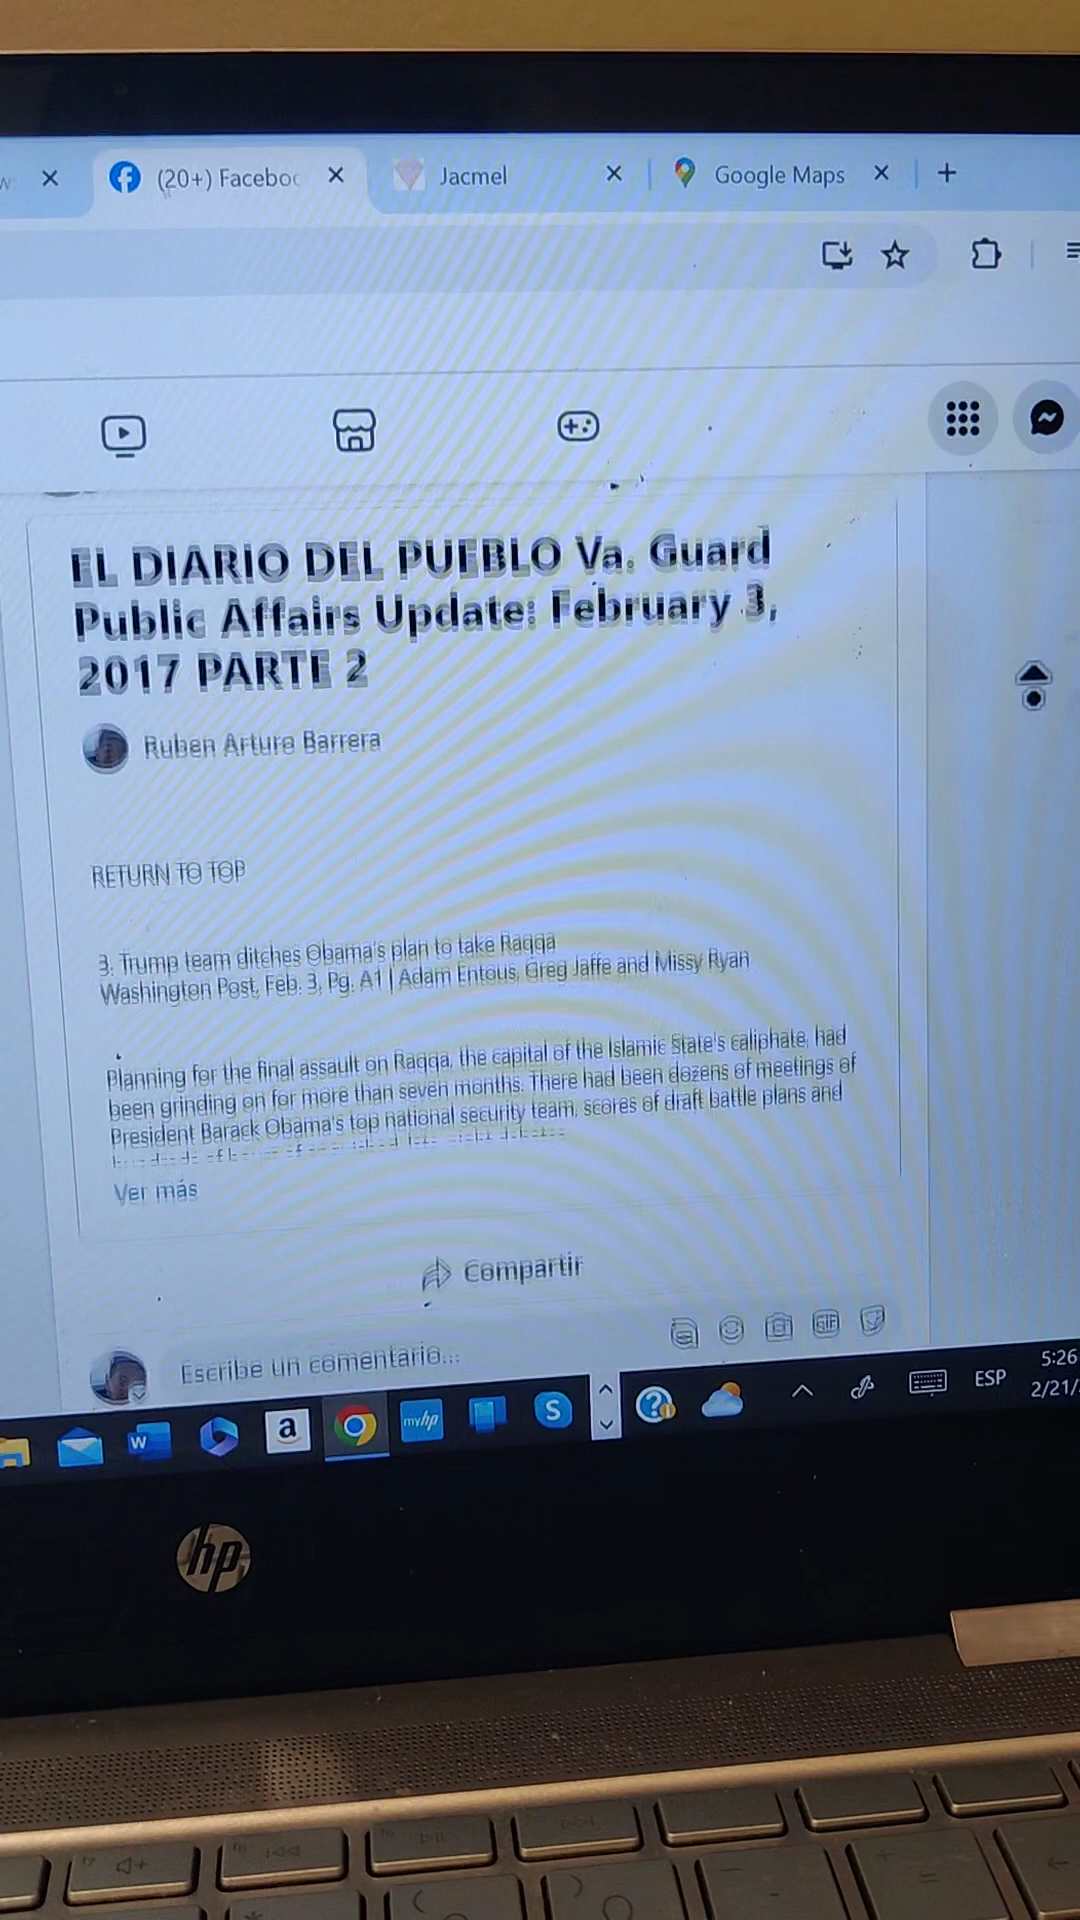 (20+) Faceboo
Jacmel
Google Maps
EL DIARIO DEL PUEBLO Va. Guard
Public Affairs Update: February 3,
2017 PARTE 2
Ruben Arturo Barrera
RETURN TO TOP
3. Trump team ditches Obama's plan to take Raqqa
Washington Post, Feb. 3, Pg. A1 | Adam Entous, Greg Jaffe and Missy Ryan
Planning for the final assault on Raqqa, the capital of the Islamic State's caliphate, had
been grinding on for more than seven months. There had been dozens of meetings of
President Barack Obama's top national security team, scores of draft battle plans and
Ver más
Compartir
GIF
Escribe un comentario...
W
a
myhp
S
ESP
5:26
2/21/
hp